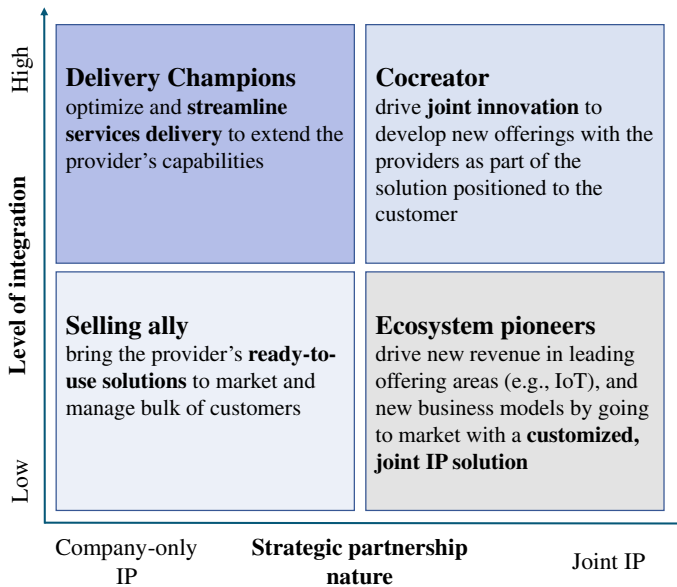 High
Delivery Champions
optimize and streamline
services delivery to extend the
provider's capabilities
Cocreator
drive joint innovation to
develop new offerings with the
providers as part of the
solution positioned to the
customer
Level of integration
Selling ally
bring the provider's ready-to-
use solutions to market and
manage bulk of customers
Ecosystem pioneers
drive new revenue in leading
offering areas (e.g., IoT), and
new business models by going
to market with a customized,
joint IP solution
Low
Company-only
IP
Strategic partnership
nature
Joint IP